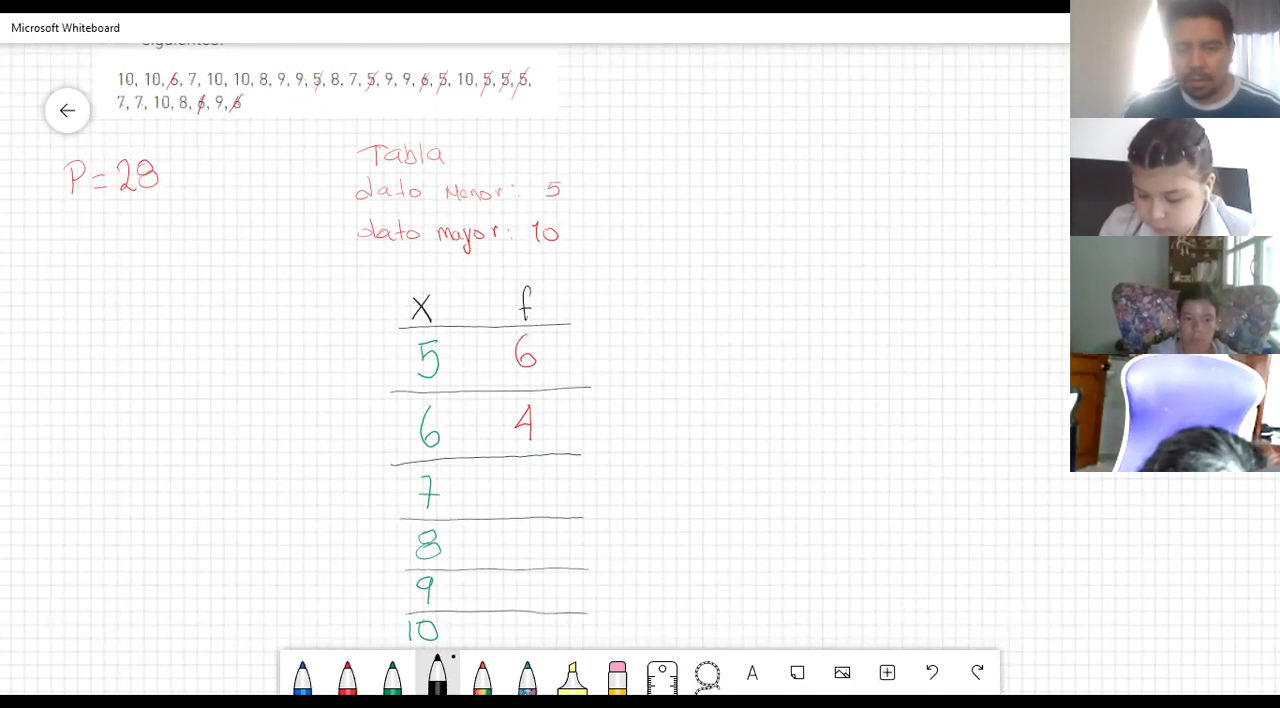 Microsoft Whiteboard
siguientes:
10, 10, 6, 7, 10, 10, 8, 9, 9, 5, 8, 7, 5, 9, 9, 6, 5, 10, 5, 5, 5,
7, 7, 10, 8, 6, 9, 6
P = 28
Tabla
dato menor: 5
dato mayor: 10
X f
5 6
6 4
7
8
9
10
A